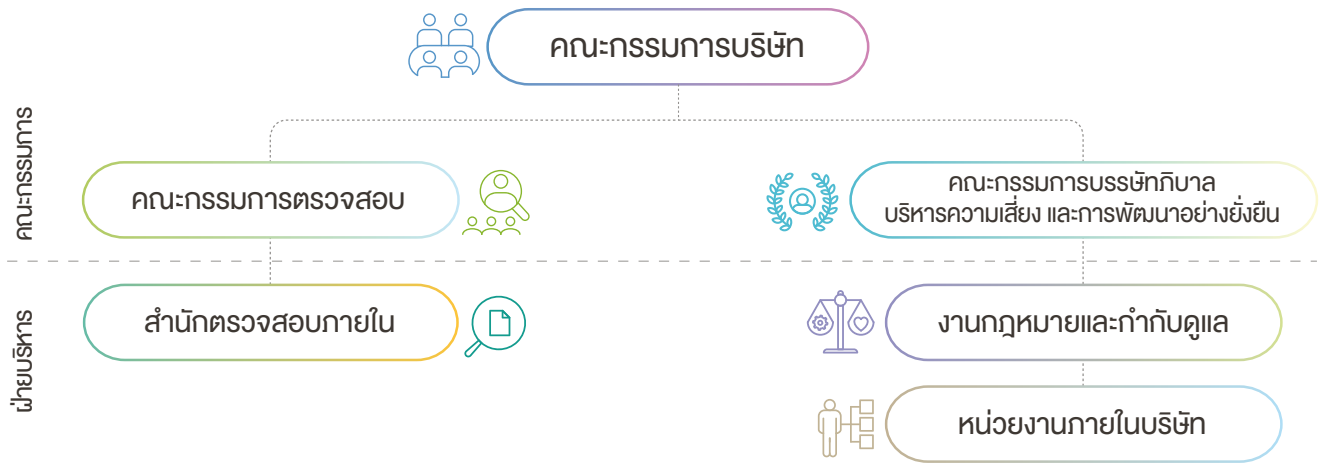 คณะกรรมการบริษัท
คณะกรรมการ
คณะกรรมการตรวจสอบ
คณะกรรมการบรรษัทภิบาล
บริหารความเสี่ยง และการพัฒนาอย่างยั่งยืน
ฝ่ายบริหาร
สำนักตรวจสอบภายใน
งานกฎหมายและกำกับดูแล
หน่วยงานภายในบริษัท